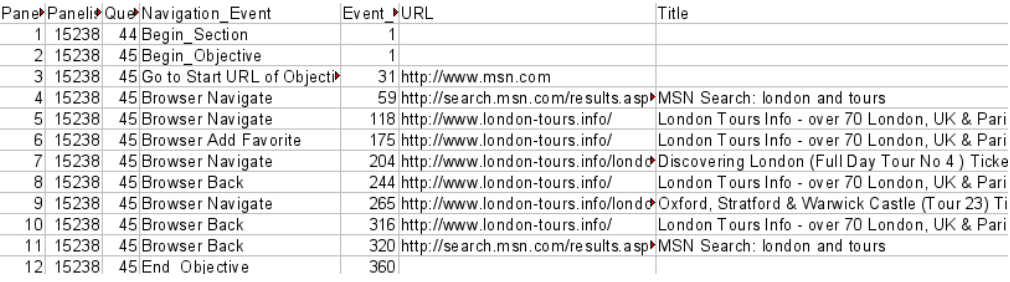 Pane Paneli Que Navigation_Event Event_ URL Title
1 15238 44 Begin_Section 1
2 15238 45 Begin_Objective 1
3 15238 45 Go to Start URL of Objecti 31 http://www.msn.com
4 15238 45 Browser Navigate 59 http://search.msn.com/results.asp MSN Search: london and tours
5 15238 45 Browser Navigate 118 http://www.london-tours.info/ London Tours Info - over 70 London, UK & Pari
6 15238 45 Browser Add Favorite 175 http://www.london-tours.info/ London Tours Info - over 70 London, UK & Pari
7 15238 45 Browser Navigate 204 http://www.london-tours.info/londo Discovering London (Full Day Tour No 4 ) Ticke
8 15238 45 Browser Back 244 http://www.london-tours.info/ London Tours Info - over 70 London, UK & Pari
9 15238 45 Browser Navigate 265 http://www.london-tours.info/londo Oxford, Stratford & Warwick Castle (Tour 23) Ti
10 15238 45 Browser Back 316 http://www.london-tours.info/ London Tours Info - over 70 London, UK & Pari
11 15238 45 Browser Back 320 http://search.msn.com/results.asp MSN Search: london and tours
12 15238 45 End_Objective 360